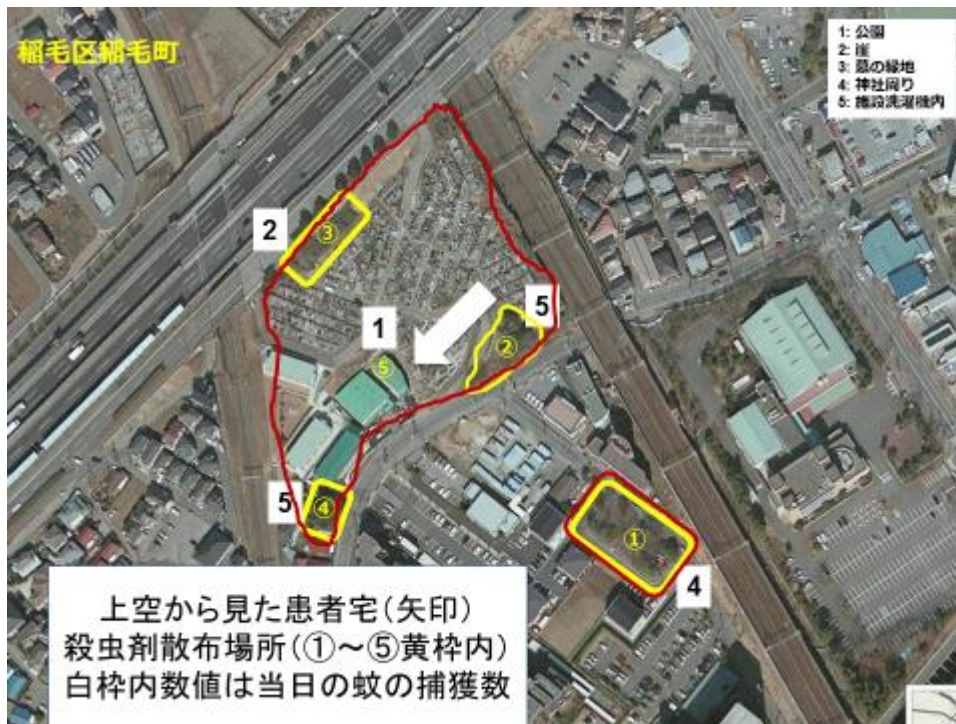 稲毛区稲毛町
1: 公園
2: 崖
3: 墓の緑地
4: 神社周り
5: 施設洗濯機内
2
③
5
1
②
⑤
5
④
①
4
上空から見た患者宅(矢印)
殺虫剤散布場所(①~⑤黄枠内)
白枠内数値は当日の蚊の捕獲数